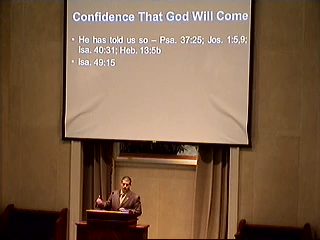 Confidence That God Will Come
• He has told us so – Psa. 37:25; Jos. 1:5,9;
Isa. 40:31; Heb. 13:5b
• Isa. 49:15